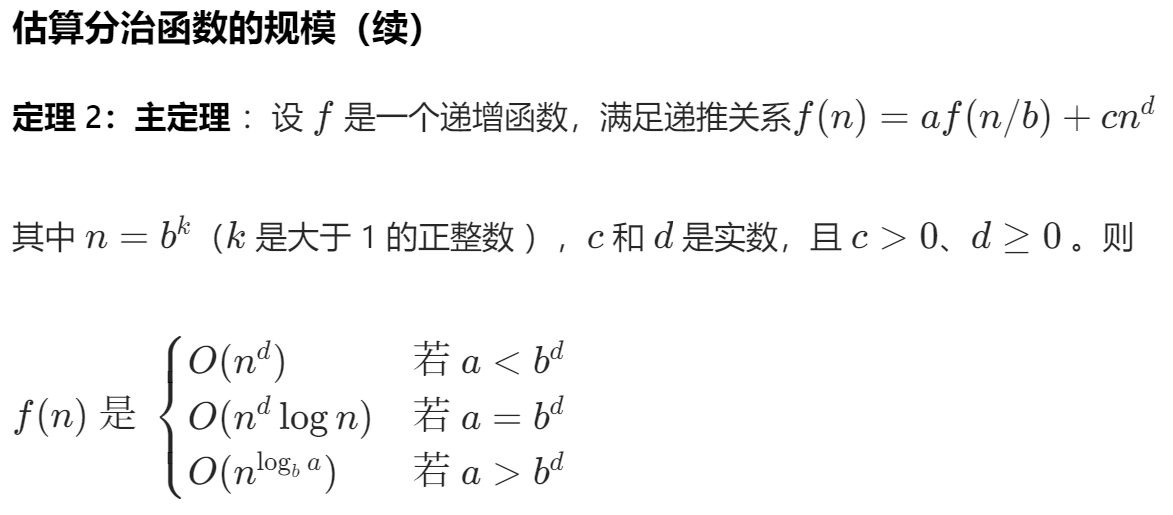 估算分治函数的规模（续）
定理 2：主定理 ：设 f 是一个递增函数，满足递推关系f(n) = af(n/b) + cn^d
其中 n = b^k（k 是大于 1 的正整数 ），c 和 d 是实数，且 c > 0、d ≥ 0 。则
f(n) 是 { O(n^d) 若 a < b^d
O(n^d log n) 若 a = b^d
O(n^{log_b a}) 若 a > b^d